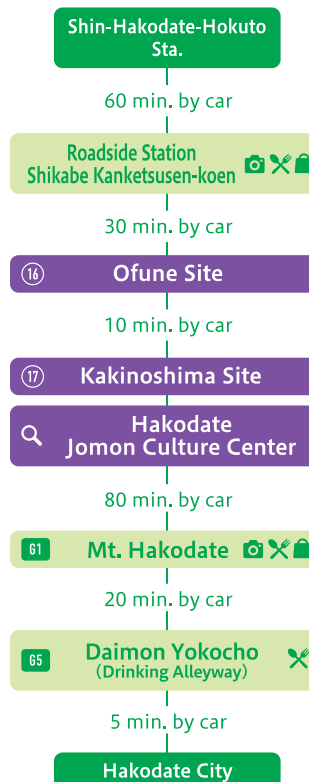 Shin-Hakodate-Hokuto
Sta.
60 min. by car
Roadside Station
Shikabe Kanketsusen-koen
30 min. by car
⑯ Ofune Site
10 min. by car
⑰ Kakinoshima Site
Hakodate
Jomon Culture Center
80 min. by car
G1 Mt. Hakodate
20 min. by car
G5 Daimon Yokocho
(Drinking Alleyway)
5 min. by car
Hakodate City